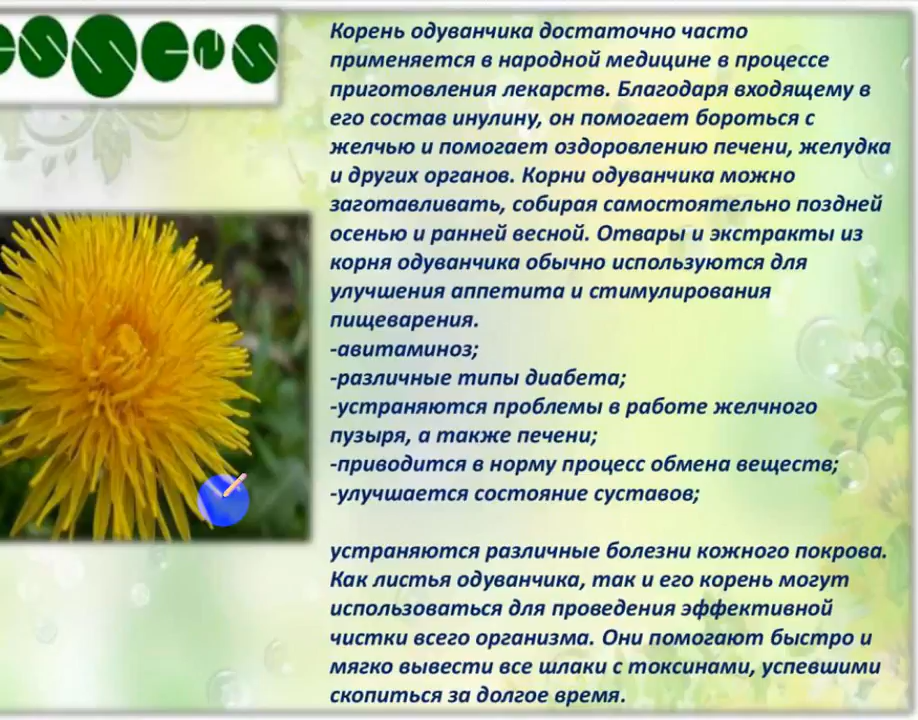 Корень одуванчика достаточно часто
применяется в народной медицине в процессе
приготовления лекарств. Благодаря входящему в
его состав инулину, он помогает бороться с
желчью и помогает оздоровлению печени, желудка
и других органов. Корни одуванчика можно
заготавливать, собирая самостоятельно поздней
осенью и ранней весной. Отвары и экстракты из
корня одуванчика обычно используются для
улучшения аппетита и стимулирования
пищеварения.
-авитаминоз;
-различные типы диабета;
-устраняются проблемы в работе желчного
пузыря, а также печени;
-приводится в норму процесс обмена веществ;
-улучшается состояние суставов;
устраняются различные болезни кожного покрова.
Как листья одуванчика, так и его корень могут
использоваться для проведения эффективной
чистки всего организма. Они помогают быстро и
мягко вывести все шлаки с токсинами, успевшими
скопиться за долгое время.